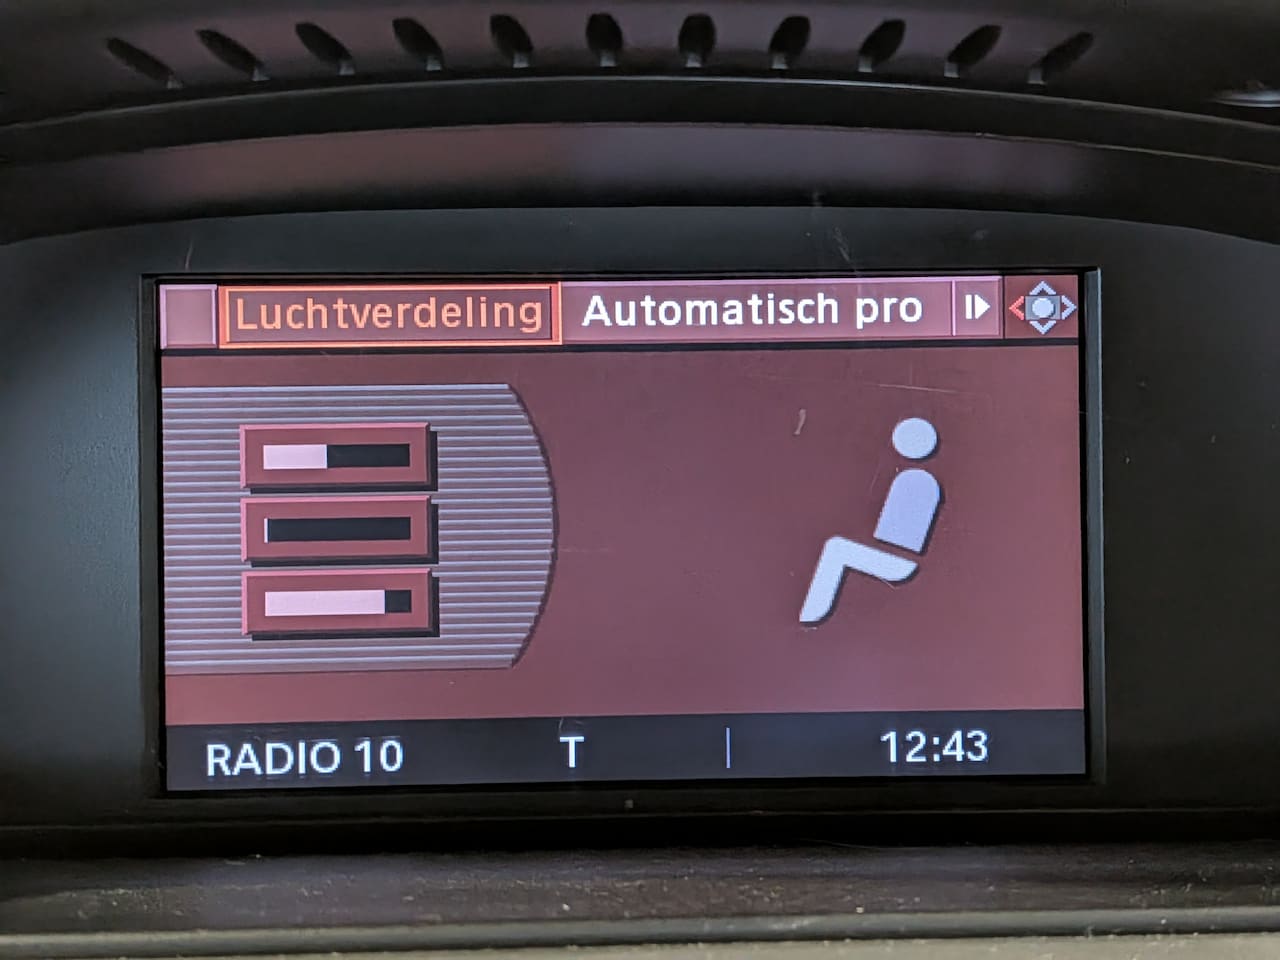 Luchtverdeling Automatisch pro
RADIO 10 T 12:43